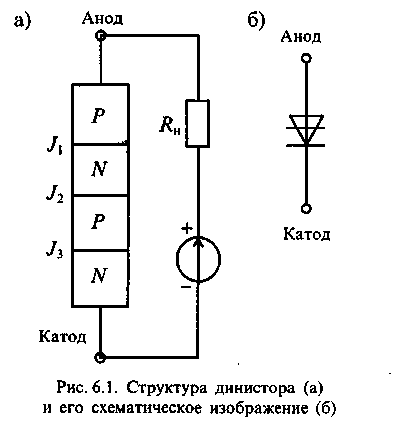 а)
Анод
P
J1
N
J2
P
J3
N
Катод
Rн
+
−
б)
Анод
Катод
Рис. 6.1. Структура динистора (а)
и его схематическое изображение (б)